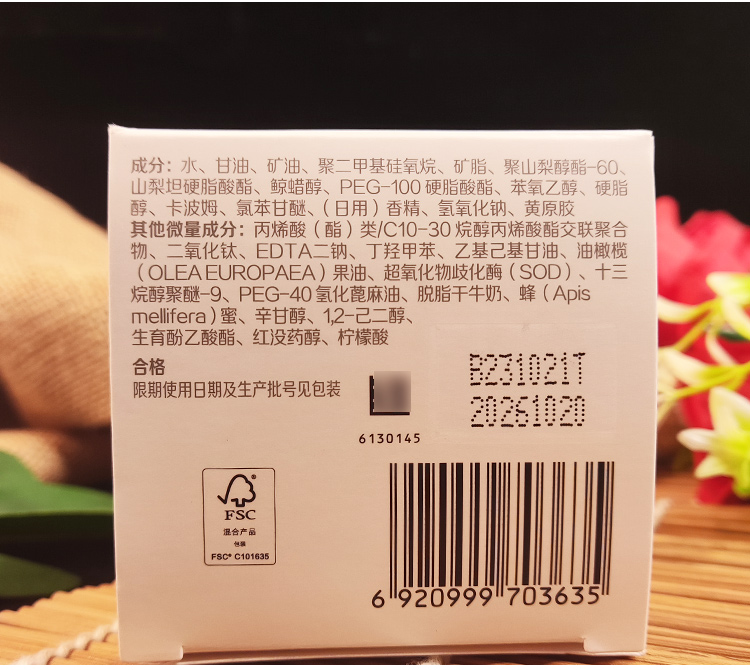 成分：水、甘油、矿油、聚二甲基硅氧烷、矿脂、聚山梨醇酯-60、
山梨坦硬脂酸酯、鲸蜡醇、PEG-100 硬脂酸酯、苯氧乙醇、硬脂
醇、卡波姆、氯苯甘醚、（日用）香精、氢氧化钠、黄原胶
其他微量成分：丙烯酸（酯）类/C10-30 烷醇丙烯酸酯交联聚合
物、二氧化钛、EDTA二钠、丁羟甲苯、乙基己基甘油、油橄榄
（OLEA EUROPAEA）果油、超氧化物歧化酶（SOD）、十三
烷醇聚醚-9、PEG-40 氢化蓖麻油、脱脂干牛奶、蜂（Apis
mellifera）蜜、辛甘醇、1,2-己二醇、
生育酚乙酸酯、红没药醇、柠檬酸
合格
限期使用日期及生产批号见包装
B231021T
20261020
6130145
FSC®
混合产品
包装
FSC® C101635
6 920999 703635